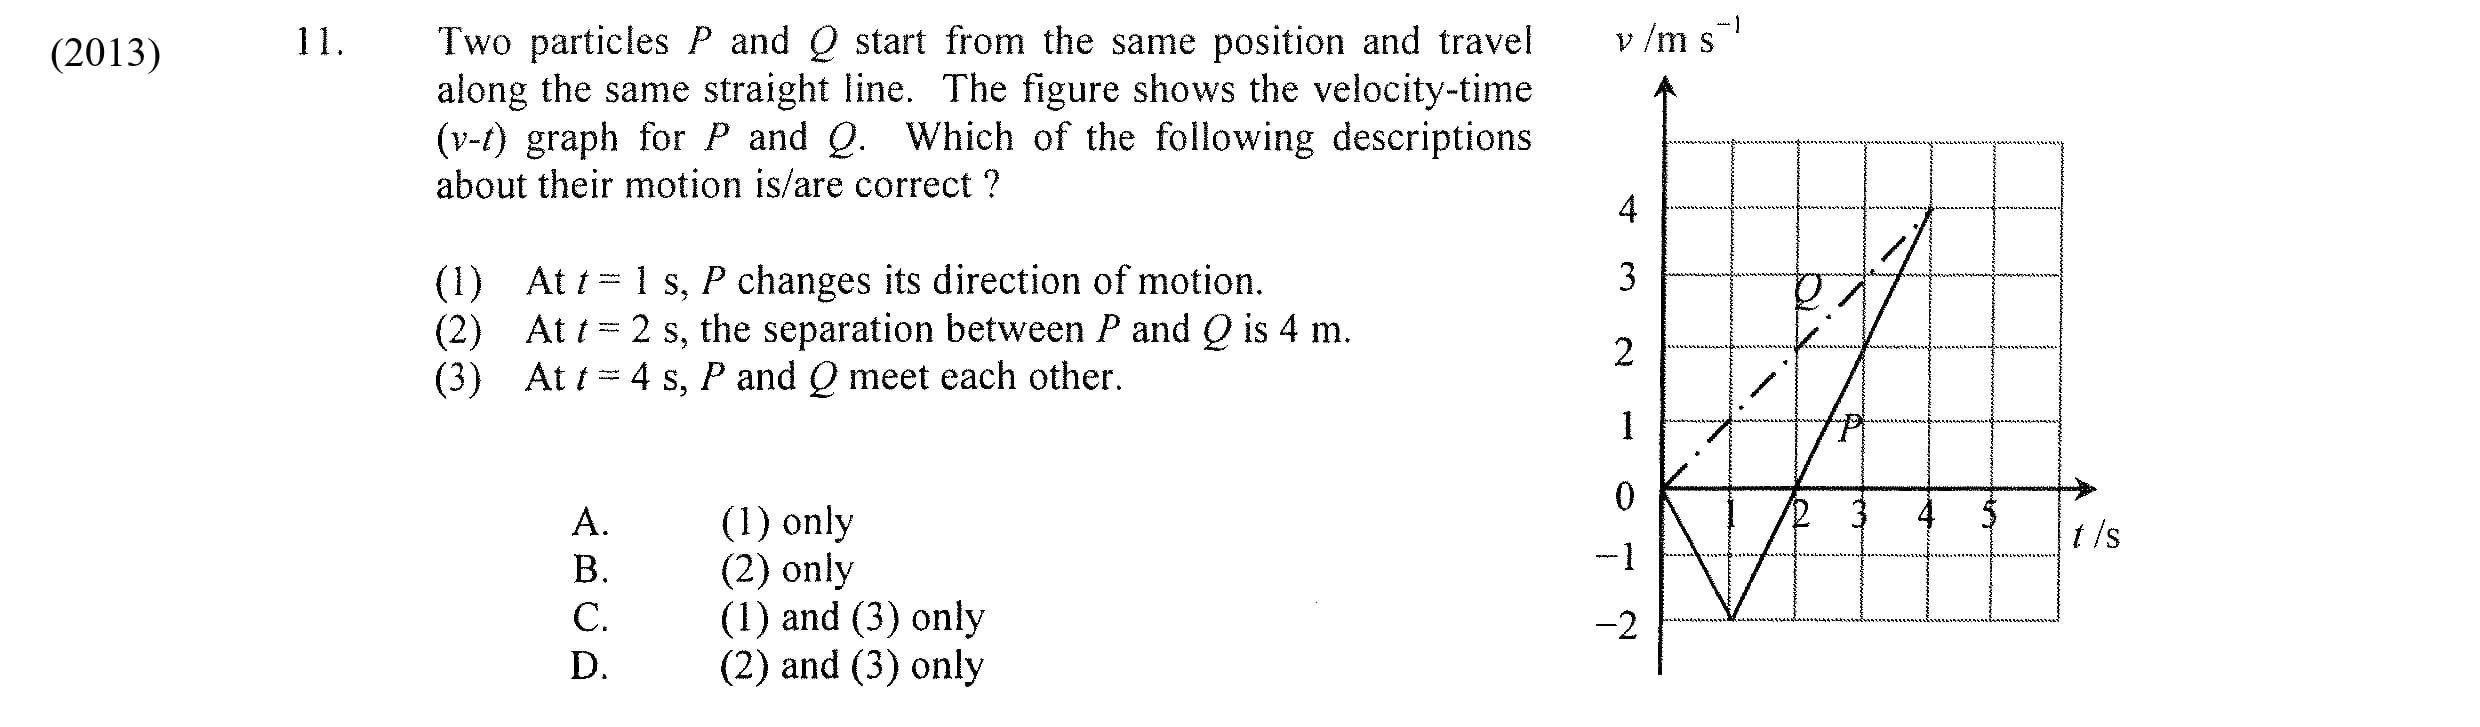 (2013)
11. Two particles P and Q start from the same position and travel
along the same straight line. The figure shows the velocity-time
(v-t) graph for P and Q. Which of the following descriptions
about their motion is/are correct ?
(1) At t = 1 s, P changes its direction of motion.
(2) At t = 2 s, the separation between P and Q is 4 m.
(3) At t = 4 s, P and Q meet each other.
A. (1) only
B. (2) only
C. (1) and (3) only
D. (2) and (3) only
v /m s⁻¹
4
3
Q
2
1
P
0
1 2 3 4 5
t /s
−1
−2